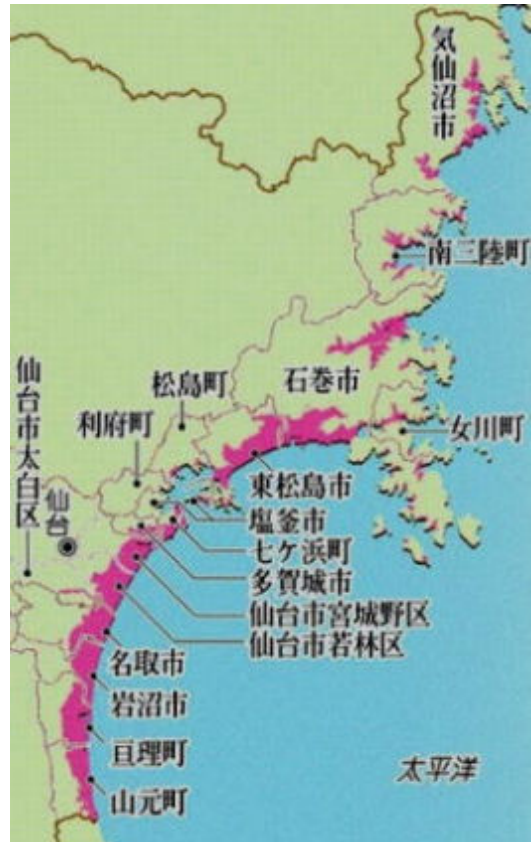 気仙沼市
南三陸町
石巻市
女川町
松島町
利府町
仙台市太白区
仙台
東松島市
塩釜市
七ケ浜町
多賀城市
仙台市宮城野区
仙台市若林区
名取市
岩沼市
亘理町
山元町
太平洋